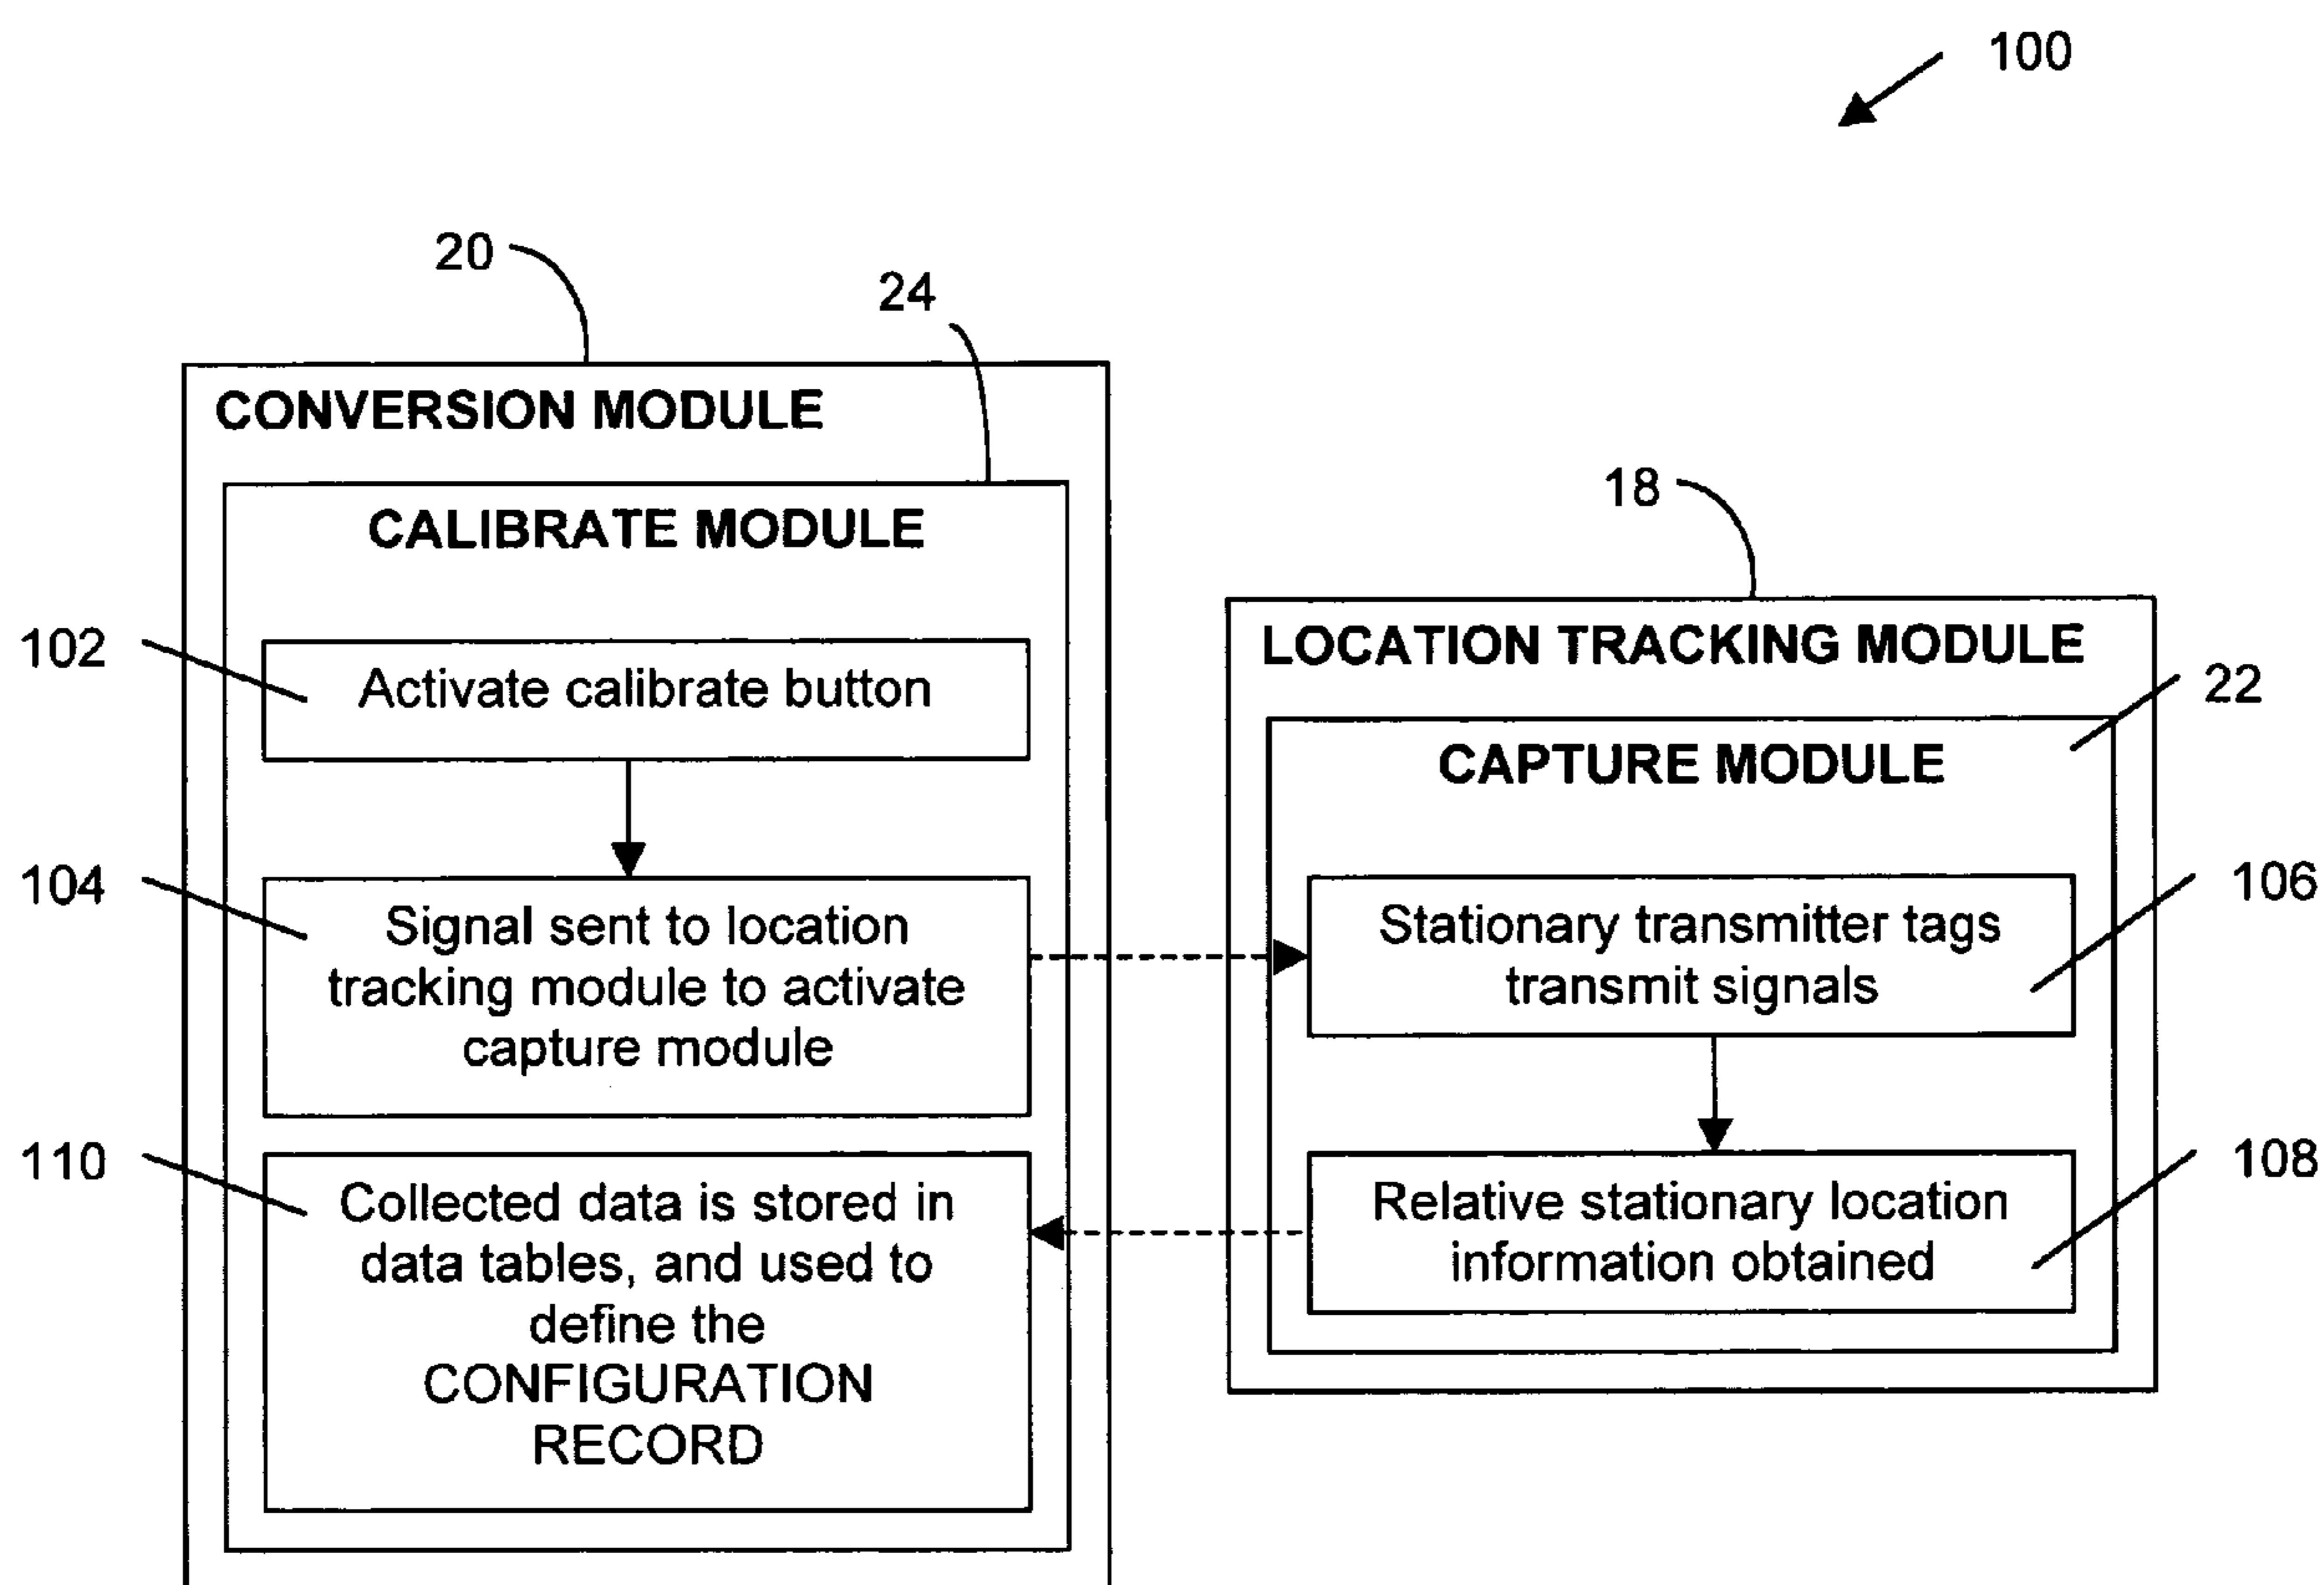 100
20
24
CONVERSION MODULE
CALIBRATE MODULE
18
102
Activate calibrate button
LOCATION TRACKING MODULE
22
CAPTURE MODULE
104
Signal sent to location
tracking module to activate
capture module
106
Stationary transmitter tags
transmit signals
110
Collected data is stored in
data tables, and used to
define the
CONFIGURATION
RECORD
108
Relative stationary location
information obtained